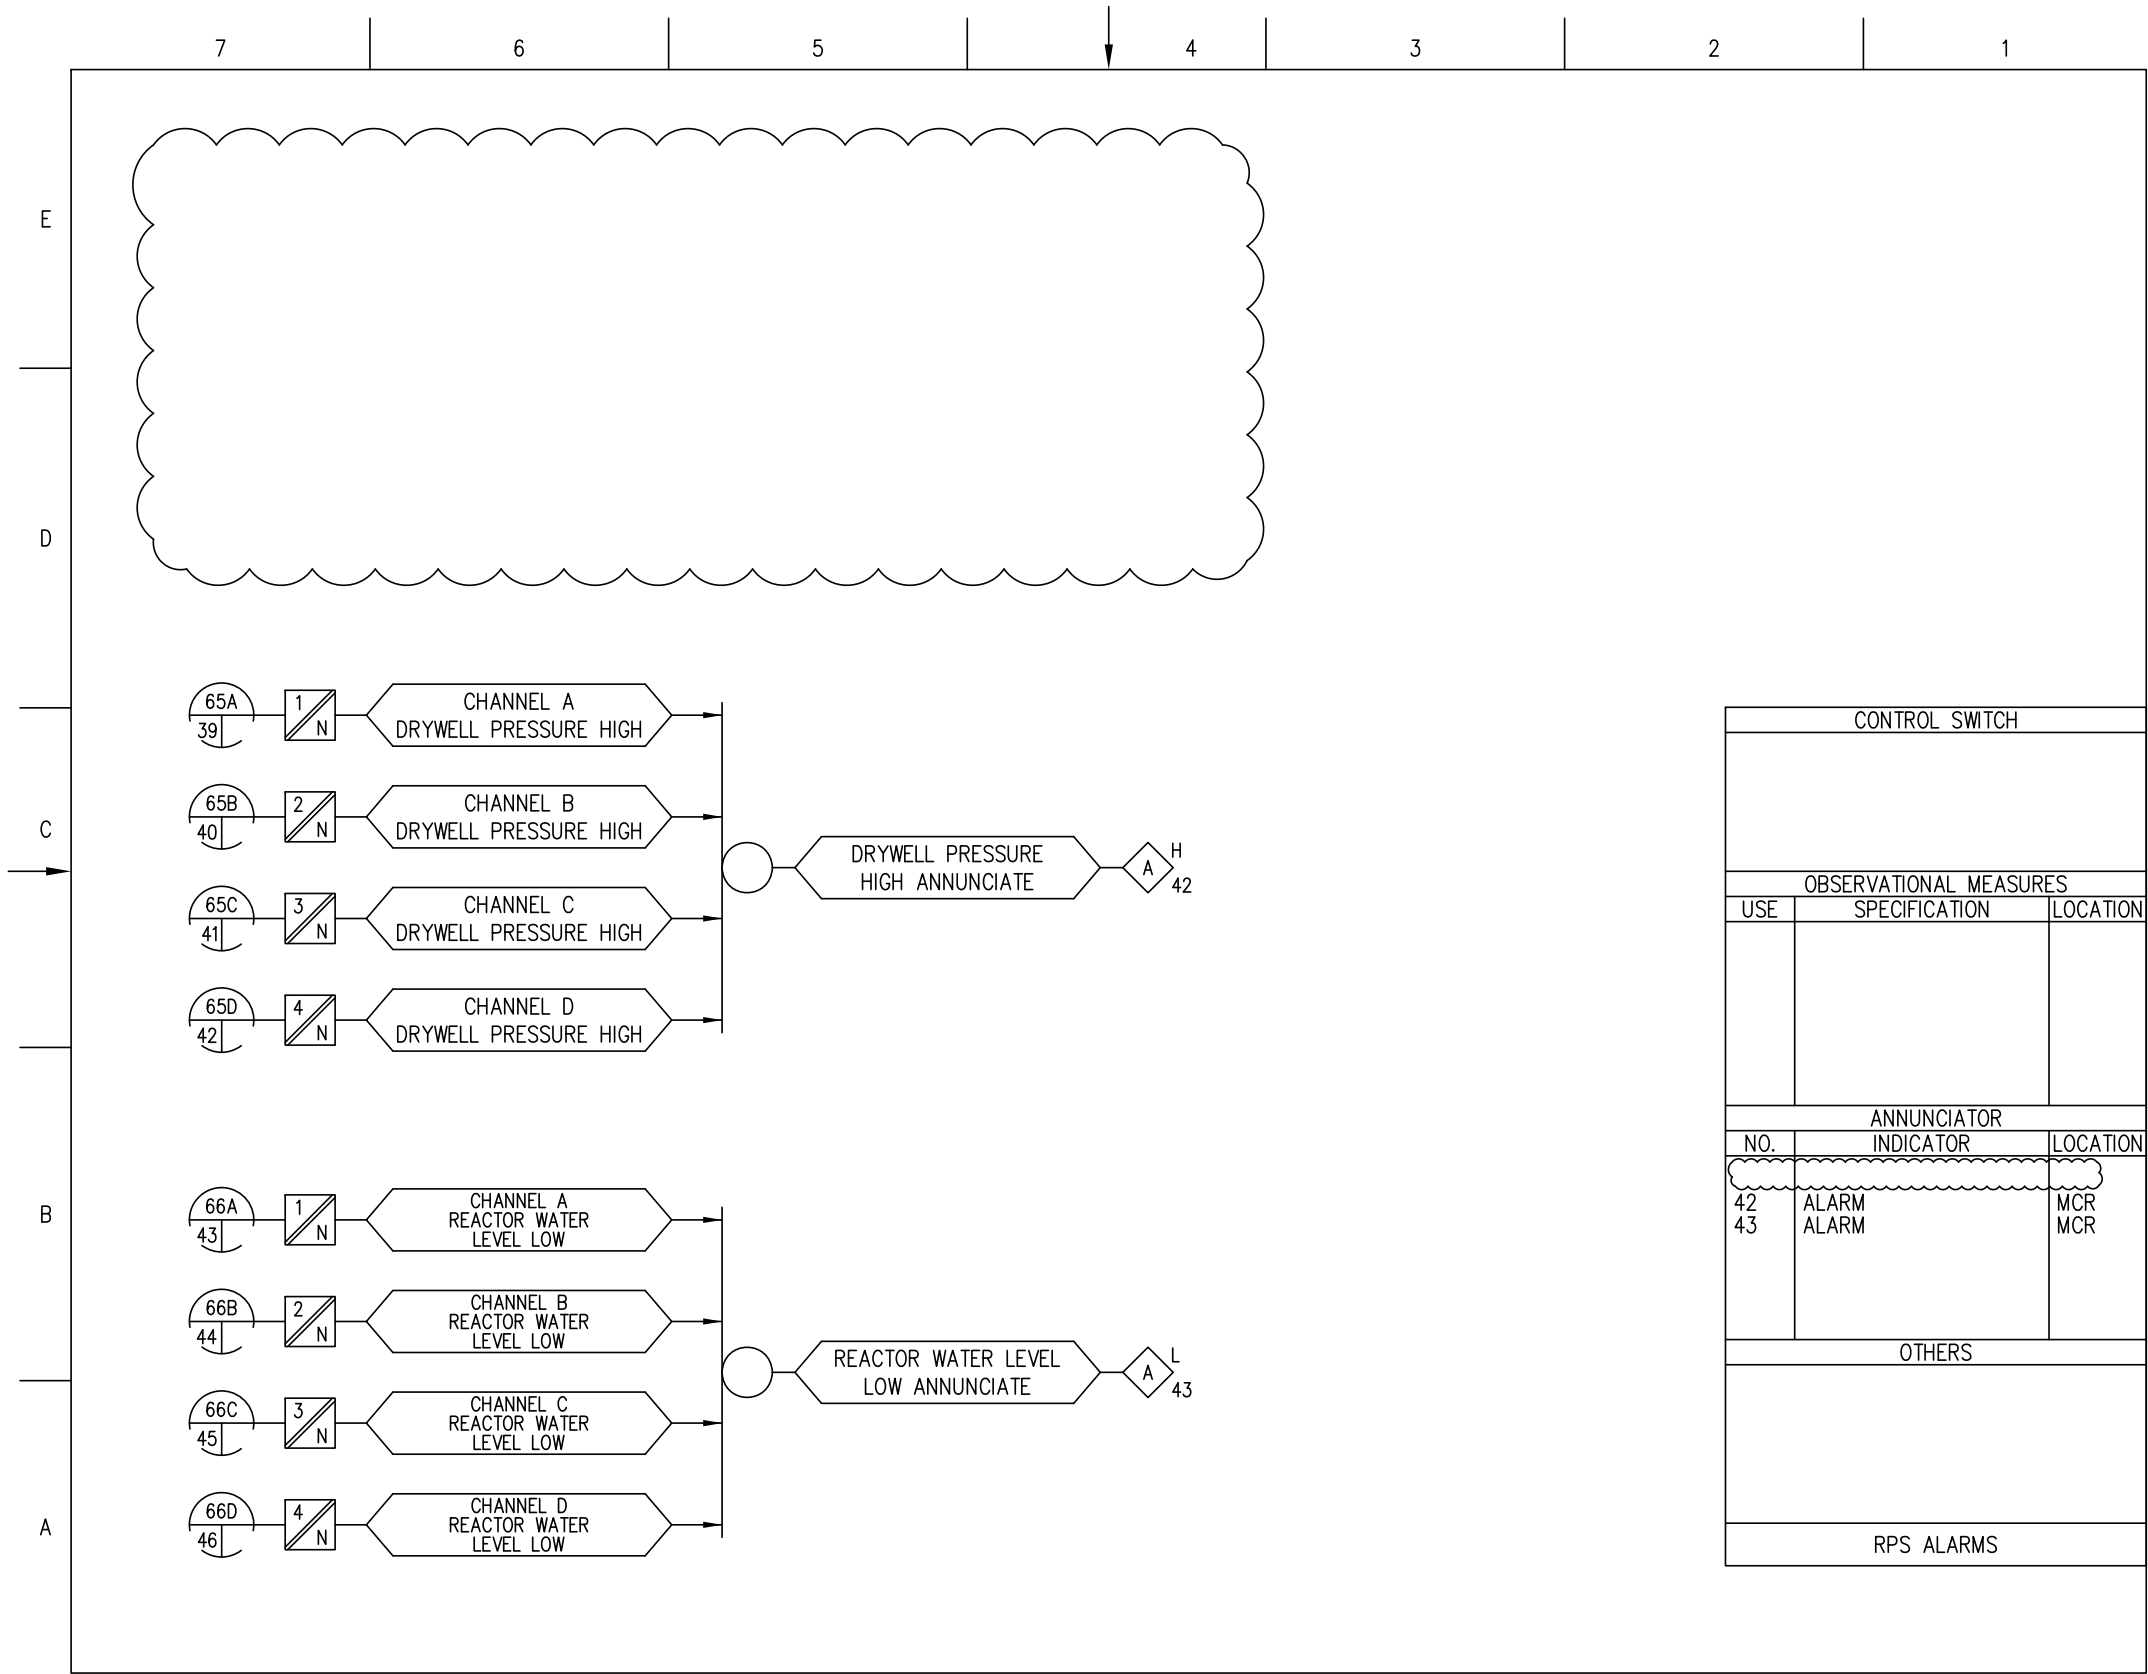 7 6 5 4 3 2 1
E
D
C
B
A
65A
39
1
N
CHANNEL A
DRYWELL PRESSURE HIGH
65B
40
2
N
CHANNEL B
DRYWELL PRESSURE HIGH
65C
41
3
N
CHANNEL C
DRYWELL PRESSURE HIGH
65D
42
4
N
CHANNEL D
DRYWELL PRESSURE HIGH
DRYWELL PRESSURE
HIGH ANNUNCIATE
A
H
42
66A
43
1
N
CHANNEL A
REACTOR WATER
LEVEL LOW
66B
44
2
N
CHANNEL B
REACTOR WATER
LEVEL LOW
66C
45
3
N
CHANNEL C
REACTOR WATER
LEVEL LOW
66D
46
4
N
CHANNEL D
REACTOR WATER
LEVEL LOW
REACTOR WATER LEVEL
LOW ANNUNCIATE
A
L
43
CONTROL SWITCH
OBSERVATIONAL MEASURES
USE SPECIFICATION LOCATION
ANNUNCIATOR
NO. INDICATOR LOCATION
42 ALARM MCR
43 ALARM MCR
OTHERS
RPS ALARMS